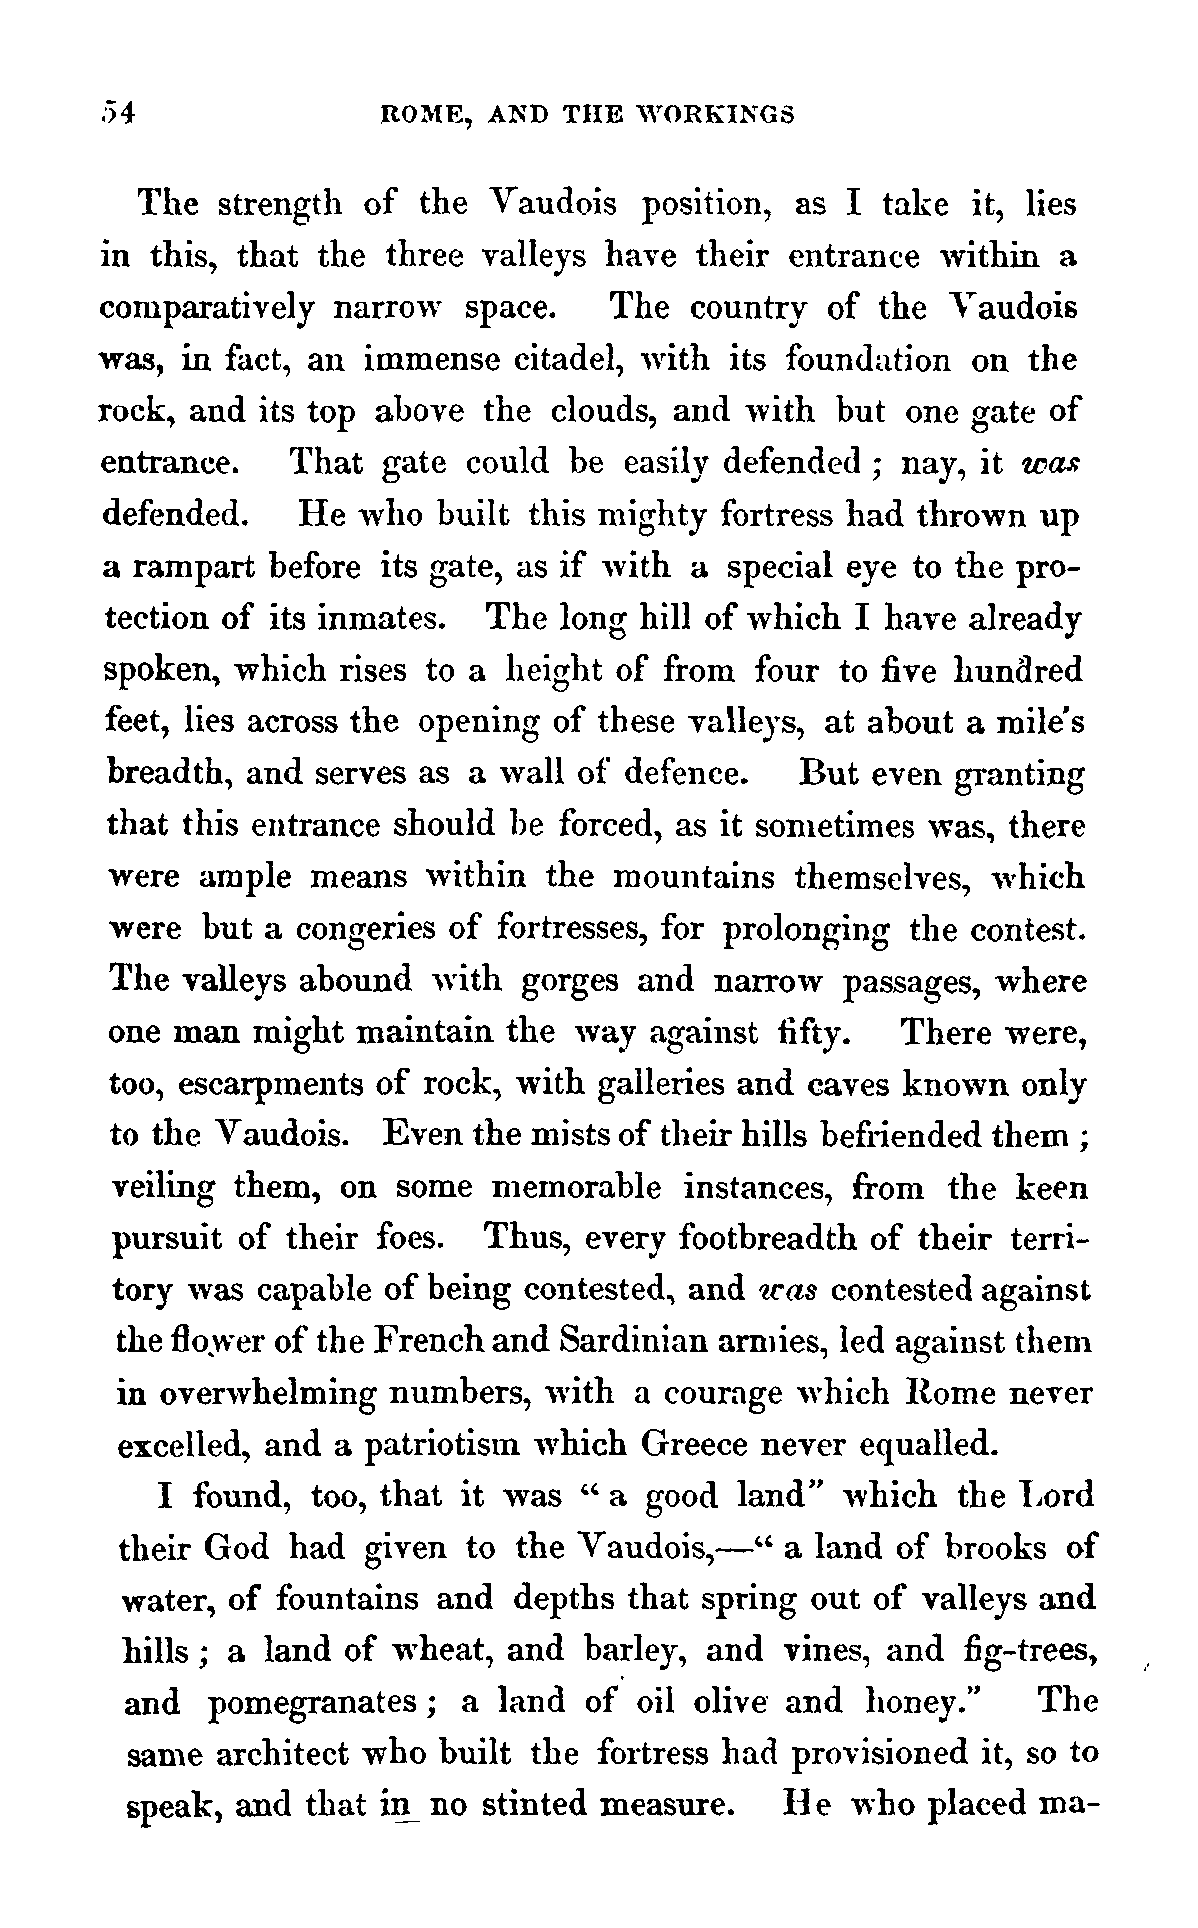 54 ROME, AND THE WORKINGS
The strength of the Vaudois position, as I take it, lies
in this, that the three valleys have their entrance within a
comparatively narrow space. The country of the Vaudois
was, in fact, an immense citadel, with its foundation on the
rock, and its top above the clouds, and with but one gate of
entrance. That gate could be easily defended ; nay, it was
defended. He who built this mighty fortress had thrown up
a rampart before its gate, as if with a special eye to the pro-
tection of its inmates. The long hill of which I have already
spoken, which rises to a height of from four to five hundred
feet, lies across the opening of these valleys, at about a mile's
breadth, and serves as a wall of defence. But even granting
that this entrance should be forced, as it sometimes was, there
were ample means within the mountains themselves, which
were but a congeries of fortresses, for prolonging the contest.
The valleys abound with gorges and narrow passages, where
one man might maintain the way against fifty. There were,
too, escarpments of rock, with galleries and caves known only
to the Vaudois. Even the mists of their hills befriended them ;
veiling them, on some memorable instances, from the keen
pursuit of their foes. Thus, every footbreadth of their terri-
tory was capable of being contested, and was contested against
the flower of the French and Sardinian armies, led against them
in overwhelming numbers, with a courage which Rome never
excelled, and a patriotism which Greece never equalled.
I found, too, that it was “ a good land” which the Lord
their God had given to the Vaudois,—“ a land of brooks of
water, of fountains and depths that spring out of valleys and
hills ; a land of wheat, and barley, and vines, and fig-trees,
and pomegranates ; a land of oil olive and honey.” The
same architect who built the fortress had provisioned it, so to
speak, and that in no stinted measure. He who placed ma-